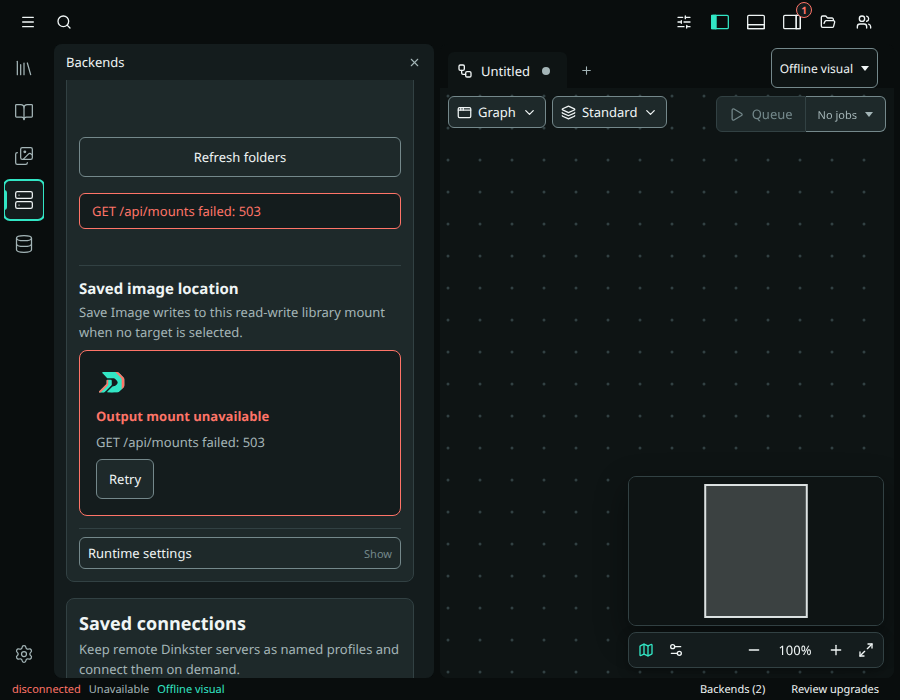 1
Backends
Untitled
Offline visual
Graph
Standard
Queue
No jobs
Refresh folders
GET /api/mounts failed: 503
Saved image location
Save Image writes to this read-write library mount
when no target is selected.
Output mount unavailable
GET /api/mounts failed: 503
Retry
Runtime settings
Show
Saved connections
Keep remote Dinkster servers as named profiles and
connect them on demand.
100%
disconnected
Unavailable
Offline visual
Backends (2)
Review upgrades